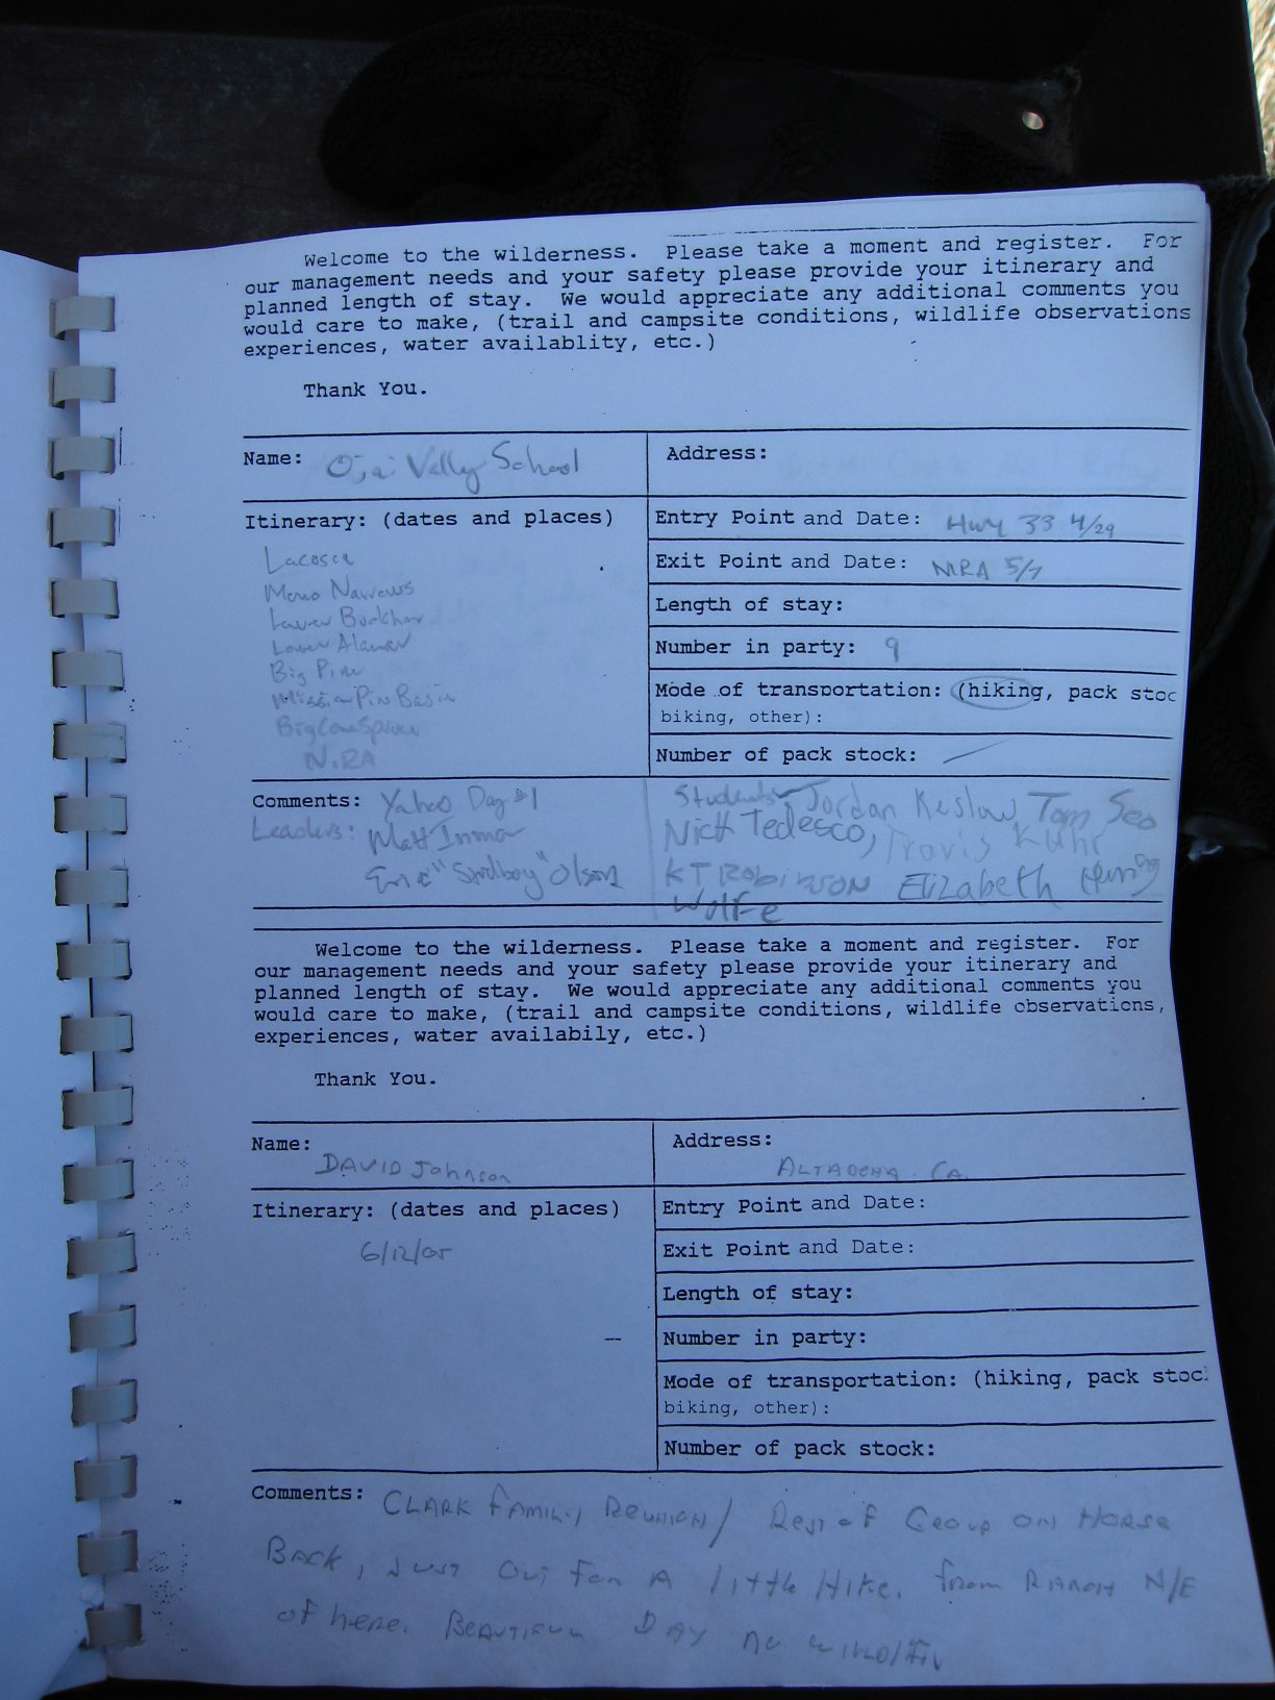 Welcome to the wilderness. Please take a moment and register. For
our management needs and your safety please provide your itinerary and
planned length of stay. We would appreciate any additional comments you
would care to make, (trail and campsite conditions, wildlife observations
experiences, water availablity, etc.)
Thank You.
Name: Ojai Valley School
Address:
Itinerary: (dates and places)
Entry Point and Date: Hwy 33 4/29
Lacosca
Exit Point and Date: NIRA 5/7
Mono Narrows
Length of stay:
Lower
Lower Alamar
Number in party: 9
Big Pine
Mode of transportation: (hiking, pack stoc
Mission Pine Basin
biking, other):
Big Cone Spruce
Number of pack stock:
NIRA
Comments: Yahoo Day #1
Students Jordan Keslow, Tom Seo
Leaders: Matt Inman
Nick Tedesco, Travis Kuhr
Olson
KT Robinson Elizabeth
Wolfe
Welcome to the wilderness. Please take a moment and register. For
our management needs and your safety please provide your itinerary and
planned length of stay. We would appreciate any additional comments you
would care to make, (trail and campsite conditions, wildlife observations,
experiences, water availabily, etc.)
Thank You.
Name: DAVID Johnson
Address: ALTADENA CA.
Itinerary: (dates and places)
Entry Point and Date:
6/12/05
Exit Point and Date:
Length of stay:
Number in party:
Mode of transportation: (hiking, pack stoc
biking, other):
Number of pack stock:
Comments: CLARK FAMILY REUNION/ Rest of Group ON HORSE
BACK, JUST OUT for A little Hike. from RANCH N/E
of here. BEAUTIFUL DAY